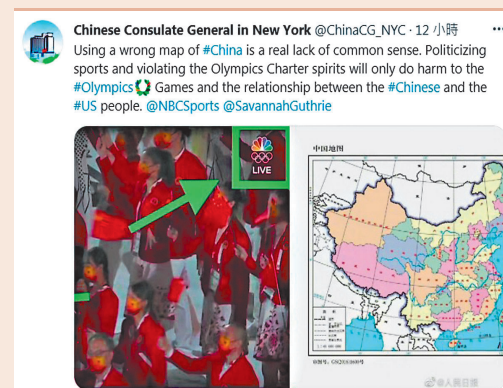 Chinese Consulate General in New York @ChinaCG_NYC · 12 小時
Using a wrong map of #China is a real lack of common sense. Politicizing
sports and violating the Olympics Charter spirits will only do harm to the
#Olympics Games and the relationship between the #Chinese and the
#US people. @NBCSports @SavannahGuthrie
LIVE
中国地图
@人民日报